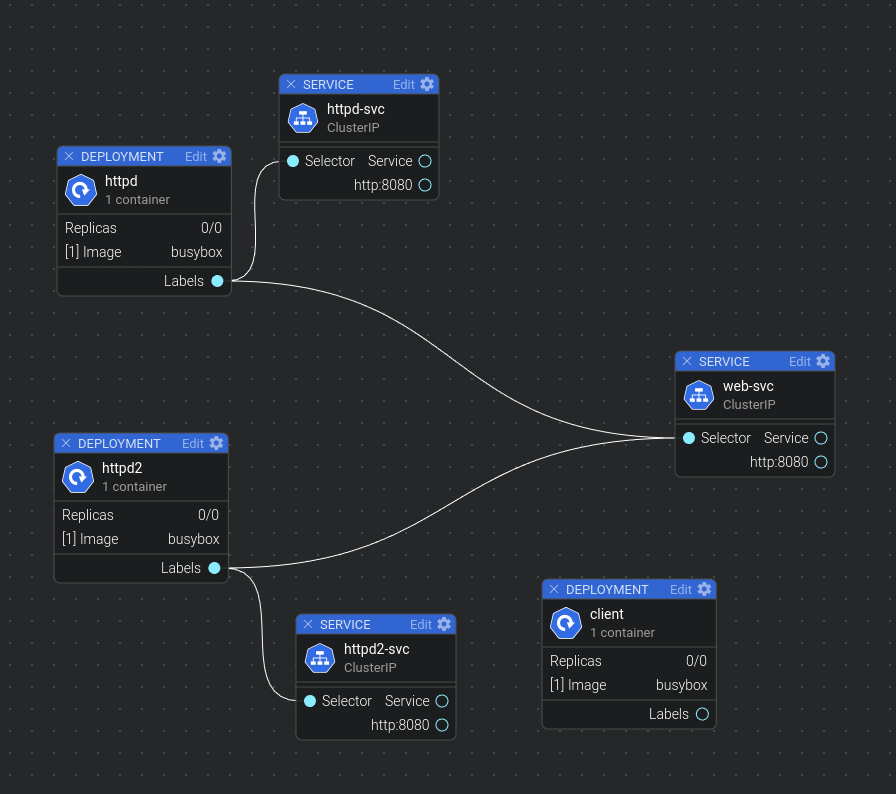 SERVICE Edit
httpd-svc
ClusterIP
Selector Service
http:8080
DEPLOYMENT Edit
httpd
1 container
Replicas 0/0
[1] Image busybox
Labels
SERVICE Edit
web-svc
ClusterIP
Selector Service
http:8080
DEPLOYMENT Edit
httpd2
1 container
Replicas 0/0
[1] Image busybox
Labels
SERVICE Edit
httpd2-svc
ClusterIP
Selector Service
http:8080
DEPLOYMENT Edit
client
1 container
Replicas 0/0
[1] Image busybox
Labels